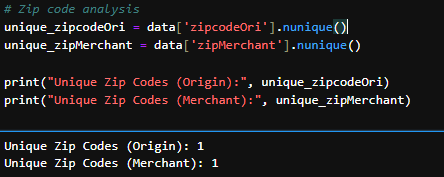 # Zip code analysis
unique_zipcodeOri = data['zipcodeOri'].nunique()
unique_zipMerchant = data['zipMerchant'].nunique()
print("Unique Zip Codes (Origin):", unique_zipcodeOri)
print("Unique Zip Codes (Merchant):", unique_zipMerchant)
Unique Zip Codes (Origin): 1
Unique Zip Codes (Merchant): 1